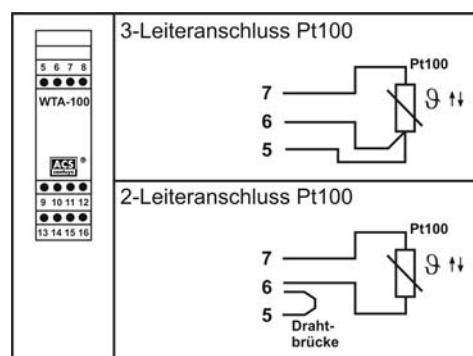 5 6 7 8
WTA-100
ACS ®
9 10 11 12
13 14 15 16
3-Leiteranschluss Pt100
Pt100
7
6
5
ϑ ↑↓
2-Leiteranschluss Pt100
Pt100
7
6
5
ϑ ↑↓
Draht-
brücke